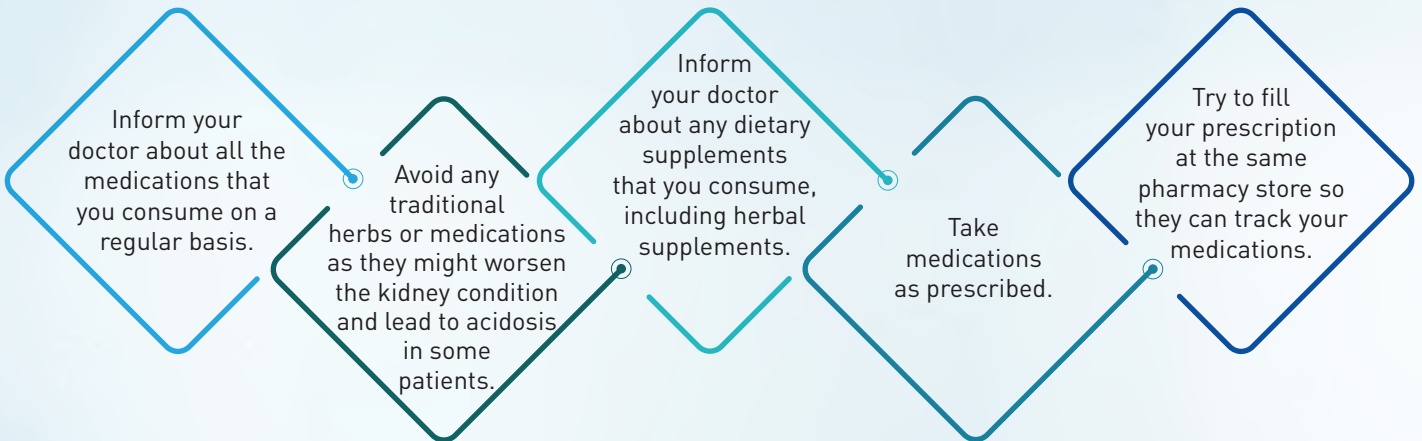 Inform your
doctor about all the
medications that
you consume on a
regular basis.
Avoid any
traditional
herbs or medications
as they might worsen
the kidney condition
and lead to acidosis
in some
patients.
Inform
your doctor
about any dietary
supplements
that you consume,
including herbal
supplements.
Take
medications
as prescribed.
Try to fill
your prescription
at the same
pharmacy store so
they can track your
medications.